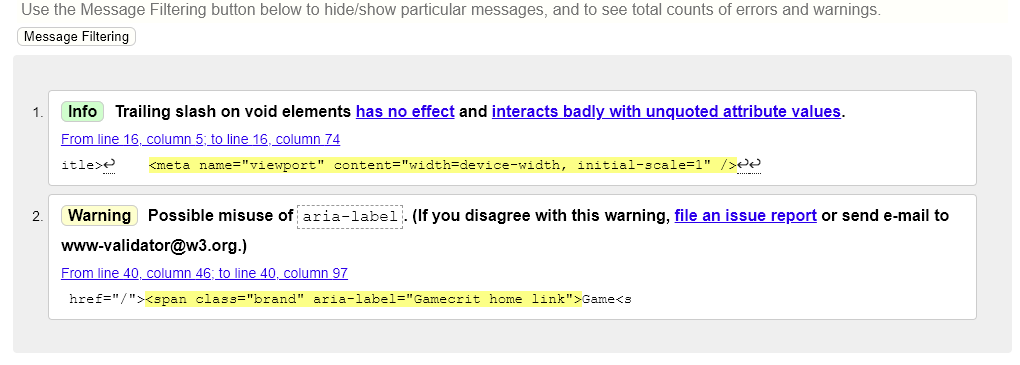 Use the Message Filtering button below to hide/show particular messages, and to see total counts of errors and warnings.
Message Filtering
1. Info Trailing slash on void elements has no effect and interacts badly with unquoted attribute values.
From line 16, column 5; to line 16, column 74
itle>↩    <meta name="viewport" content="width=device-width, initial-scale=1" />↩↩
2. Warning Possible misuse of aria-label. (If you disagree with this warning, file an issue report or send e-mail to
www-validator@w3.org.)
From line 40, column 46; to line 40, column 97
href="/"><span class="brand" aria-label="Gamecrit home link">Game<s